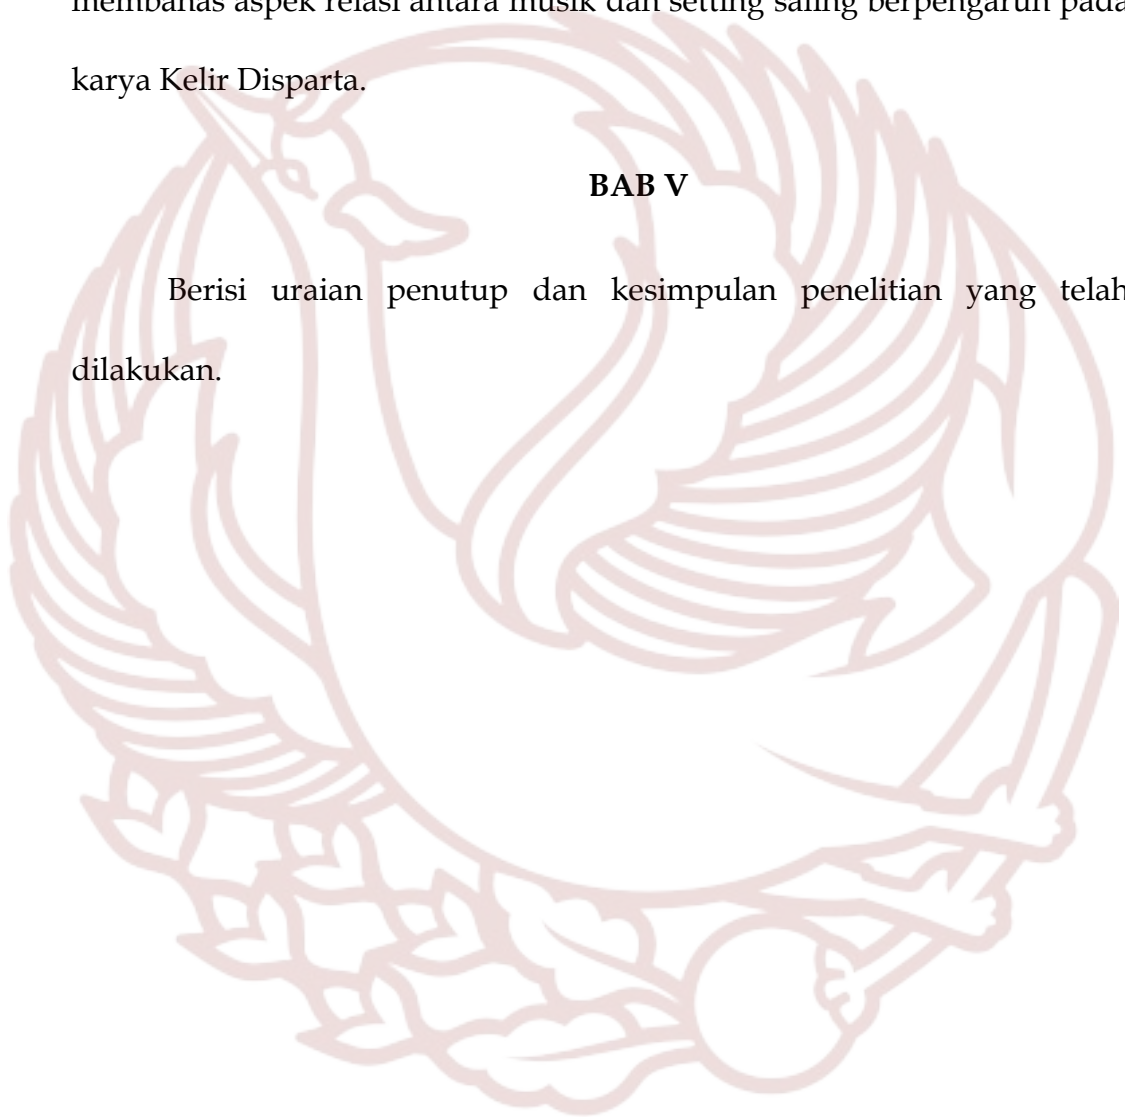 membahas aspek relasi antara musik dan setting saling berpengaruh pada
karya Kelir Disparta.
BAB V
Berisi uraian penutup dan kesimpulan penelitian yang telah
dilakukan.